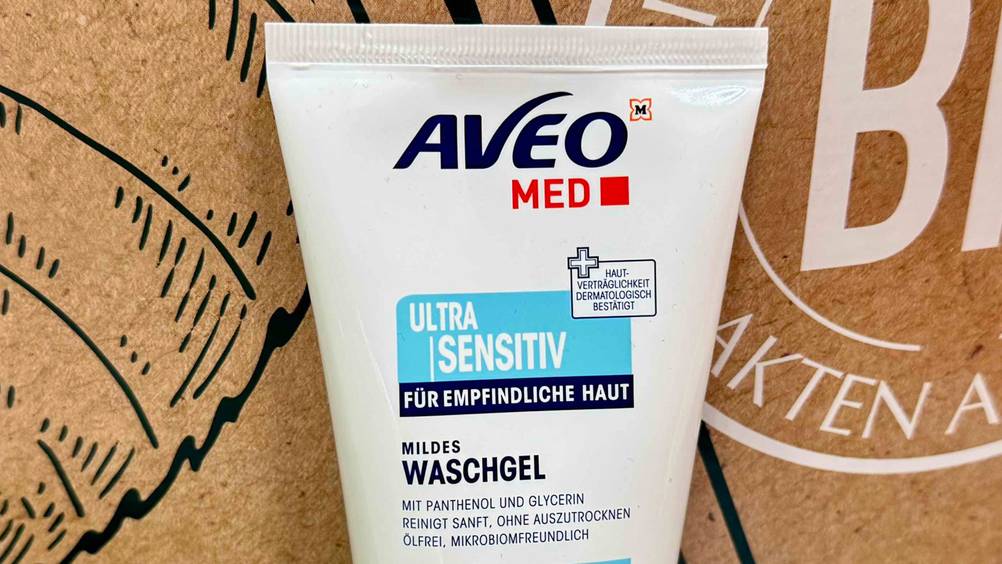 AVEO
M
MED
HAUT-
VERTRÄGLICHKEIT
DERMATOLOGISCH
BESTÄTIGT
ULTRA
SENSITIV
FÜR EMPFINDLICHE HAUT
MILDES
WASCHGEL
MIT PANTHENOL UND GLYCERIN
REINIGT SANFT, OHNE AUSZUTROCKNEN
ÖLFREI, MIKROBIOMFREUNDLICH
AKTEN A